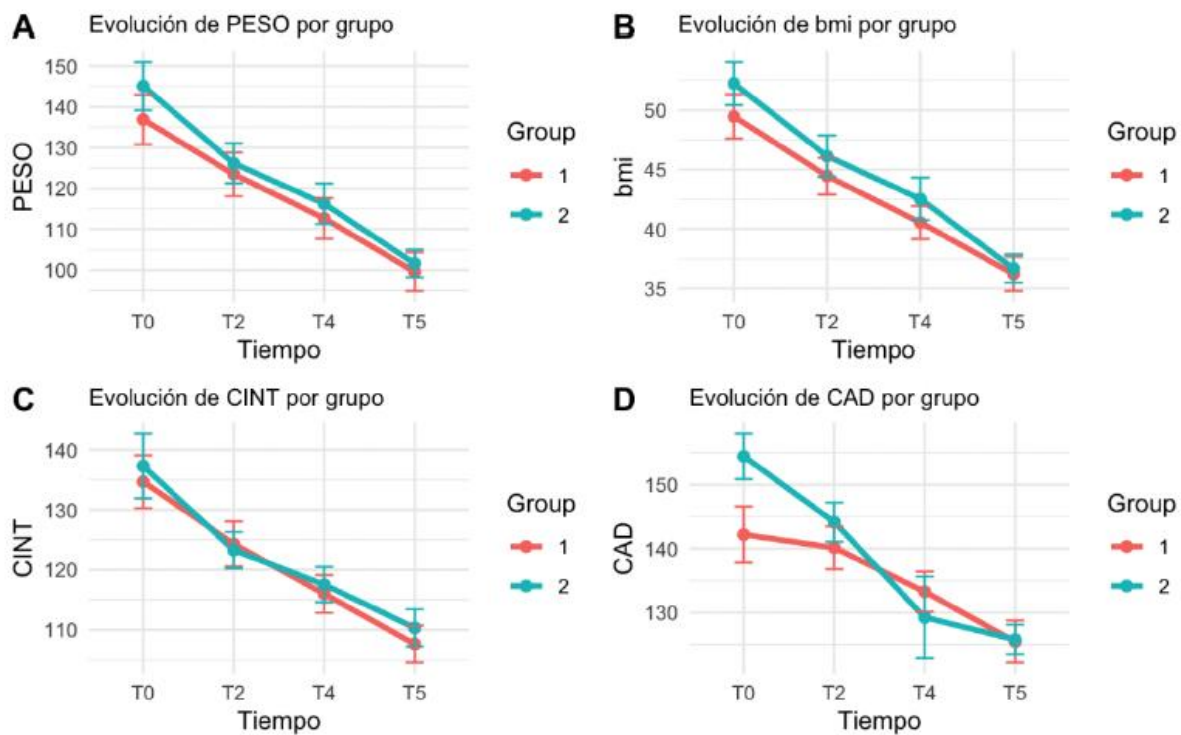 A Evolución de PESO por grupo
150
140
130
120
110
100
PESO
T0 T2 T4 T5
Tiempo
Group
1
2
B Evolución de bmi por grupo
50
45
40
35
bmi
T0 T2 T4 T5
Tiempo
Group
1
2
C Evolución de CINT por grupo
140
130
120
110
CINT
T0 T2 T4 T5
Tiempo
Group
1
2
D Evolución de CAD por grupo
150
140
130
CAD
T0 T2 T4 T5
Tiempo
Group
1
2